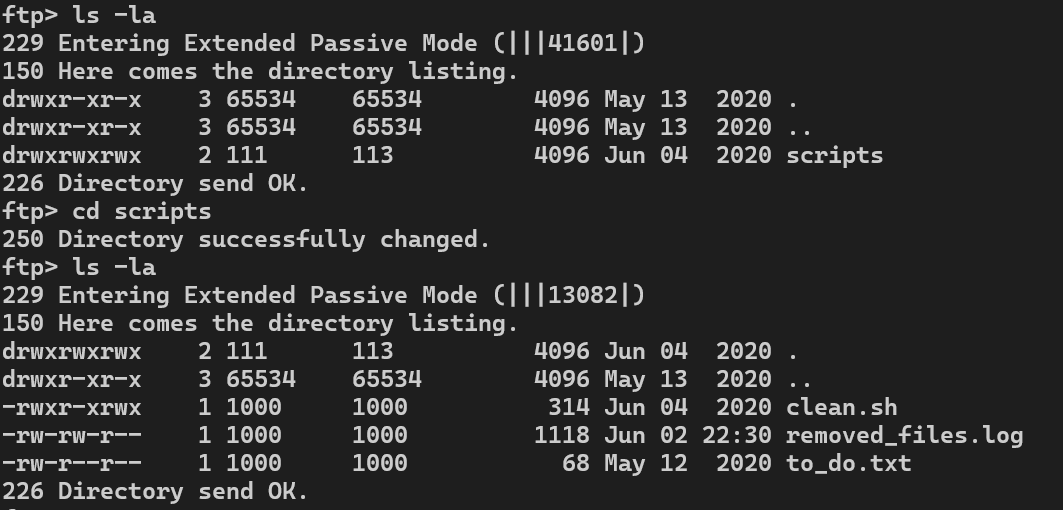 ftp> ls -la
229 Entering Extended Passive Mode (|||41601|)
150 Here comes the directory listing.
drwxr-xr-x    3 65534    65534        4096 May 13  2020 .
drwxr-xr-x    3 65534    65534        4096 May 13  2020 ..
drwxrwxrwx    2 111      113          4096 Jun 04  2020 scripts
226 Directory send OK.
ftp> cd scripts
250 Directory successfully changed.
ftp> ls -la
229 Entering Extended Passive Mode (|||13082|)
150 Here comes the directory listing.
drwxrwxrwx    2 111      113          4096 Jun 04  2020 .
drwxr-xr-x    3 65534    65534        4096 May 13  2020 ..
-rwxr-xrwx    1 1000     1000          314 Jun 04  2020 clean.sh
-rw-rw-r--    1 1000     1000         1118 Jun 02 22:30 removed_files.log
-rw-r--r--    1 1000     1000           68 May 12  2020 to_do.txt
226 Directory send OK.